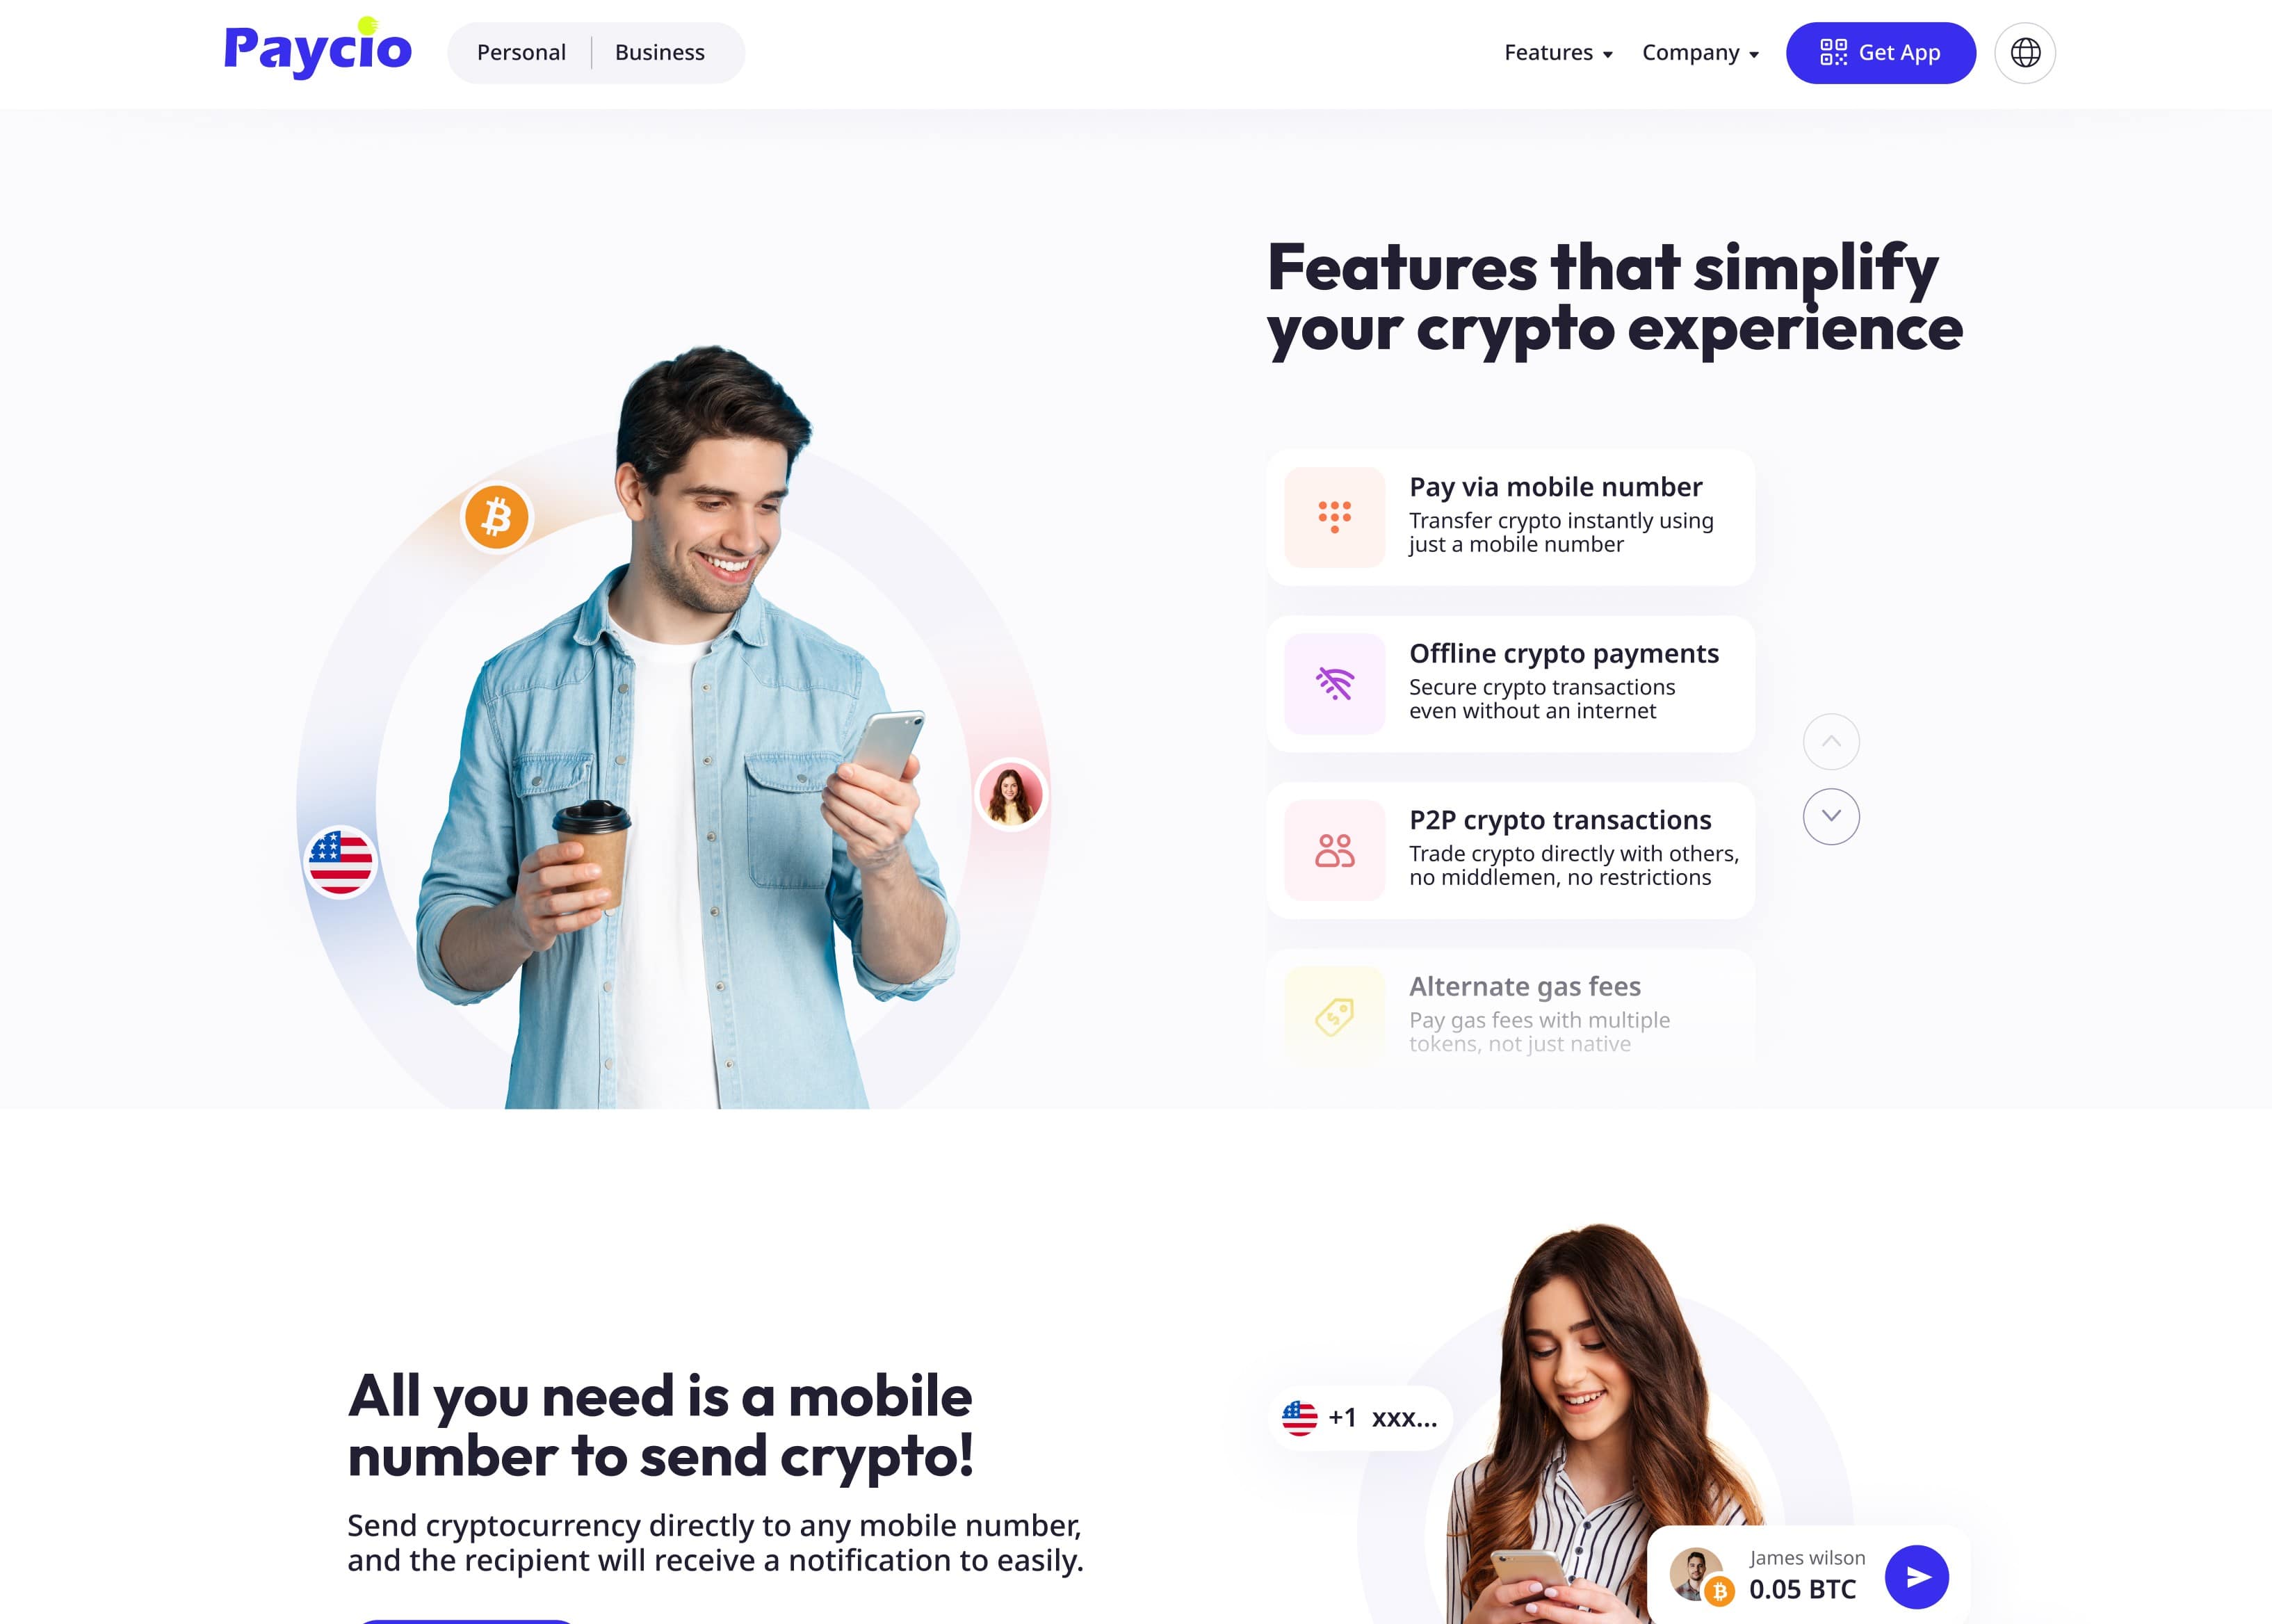 Paycio
Personal
Business
Features
Company
Get App
Features that simplify
your crypto experience
Pay via mobile number
Transfer crypto instantly using
just a mobile number
Offline crypto payments
Secure crypto transactions
even without an internet
P2P crypto transactions
Trade crypto directly with others,
no middlemen, no restrictions
Alternate gas fees
Pay gas fees with multiple
tokens, not just native
All you need is a mobile
number to send crypto!
Send cryptocurrency directly to any mobile number,
and the recipient will receive a notification to easily.
+1 xxx...
James wilson
0.05 BTC